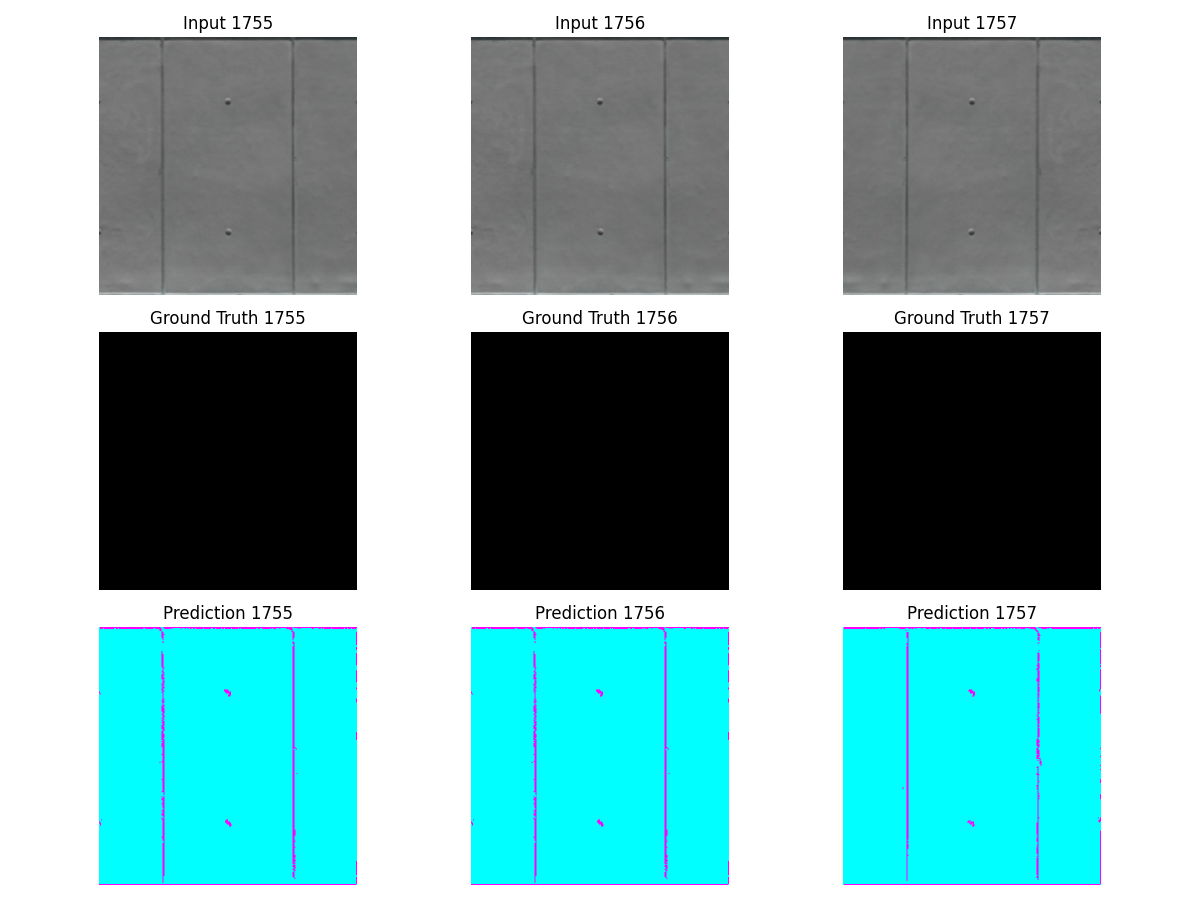 Input 1755
Input 1756
Input 1757
Ground Truth 1755
Ground Truth 1756
Ground Truth 1757
Prediction 1755
Prediction 1756
Prediction 1757